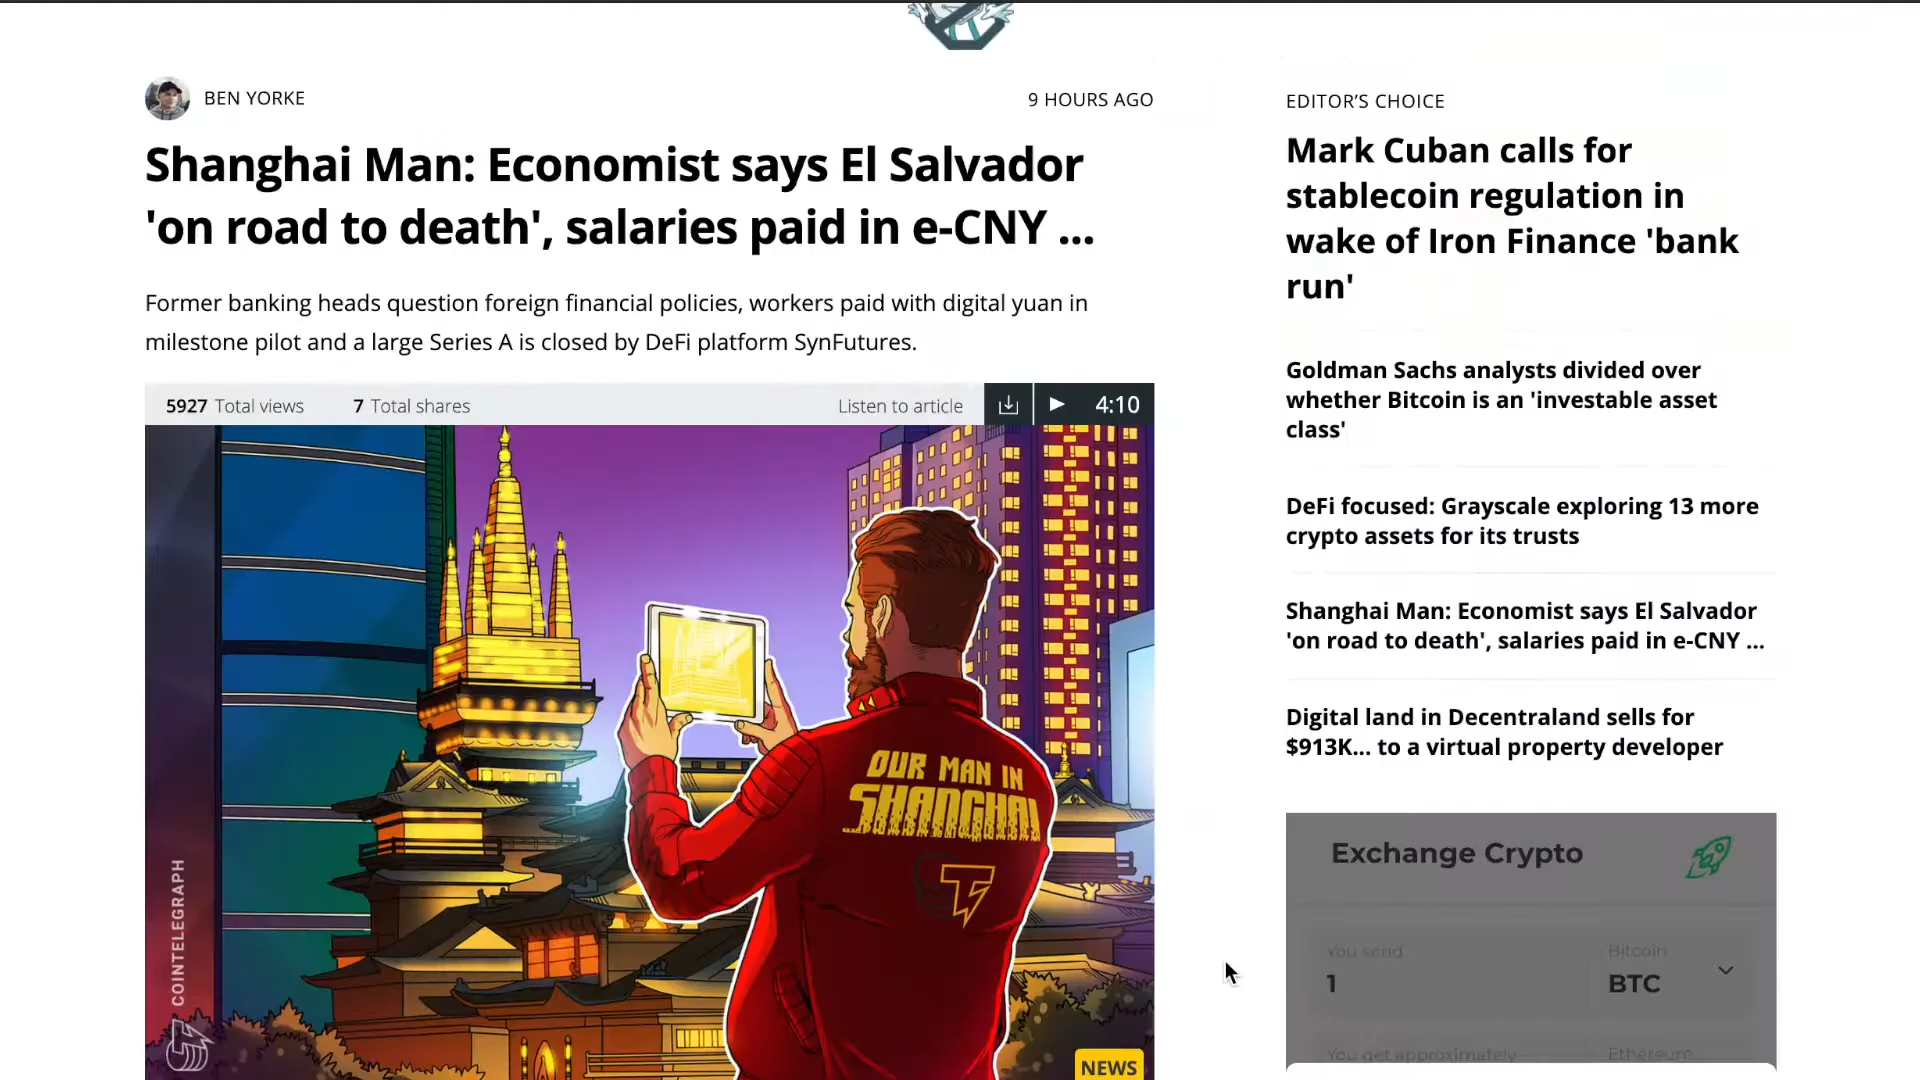 BEN YORKE
9 HOURS AGO
Shanghai Man: Economist says El Salvador
'on road to death', salaries paid in e-CNY ...
Former banking heads question foreign financial policies, workers paid with digital yuan in
milestone pilot and a large Series A is closed by DeFi platform SynFutures.
5927 Total views
7 Total shares
Listen to article
4:10
OUR MAN IN
SHANGHAI
COINTELEGRAPH
NEWS
EDITOR'S CHOICE
Mark Cuban calls for
stablecoin regulation in
wake of Iron Finance 'bank
run'
Goldman Sachs analysts divided over
whether Bitcoin is an 'investable asset
class'
DeFi focused: Grayscale exploring 13 more
crypto assets for its trusts
Shanghai Man: Economist says El Salvador
'on road to death', salaries paid in e-CNY ...
Digital land in Decentraland sells for
$913K... to a virtual property developer
Exchange Crypto
You send
Bitcoin
1
BTC
You get approximately
Ethereum